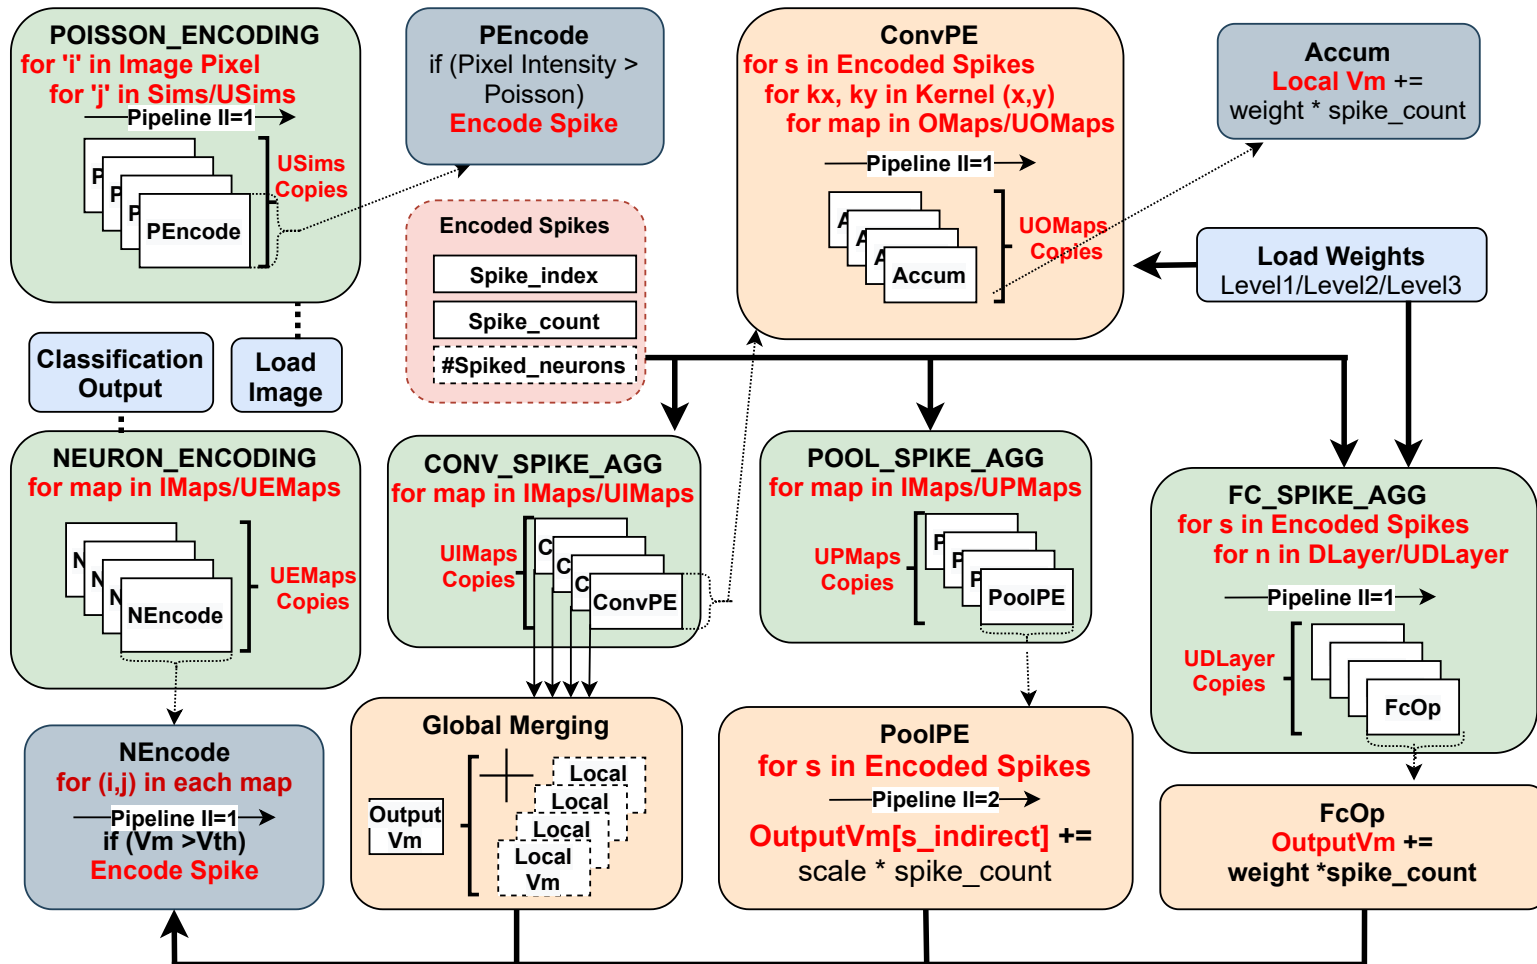 POISSON_ENCODING
for 'i' in Image Pixel
for 'j' in Sims/USims
Pipeline II=1
P
P
P
PEncode
USims
Copies
PEncode
if (Pixel Intensity >
Poisson)
Encode Spike
ConvPE
for s in Encoded Spikes
for kx, ky in Kernel (x,y)
for map in OMaps/UOMaps
Pipeline II=1
A
A
A
Accum
UOMaps
Copies
Accum
Local Vm +=
weight * spike_count
Encoded Spikes
Spike_index
Spike_count
#Spiked_neurons
Load Weights
Level1/Level2/Level3
Classification
Output
Load
Image
NEURON_ENCODING
for map in IMaps/UEMaps
N
N
N
NEncode
UEMaps
Copies
CONV_SPIKE_AGG
for map in IMaps/UIMaps
UIMaps
Copies
C
C
C
ConvPE
POOL_SPIKE_AGG
for map in IMaps/UPMaps
UPMaps
Copies
P
P
P
PoolPE
FC_SPIKE_AGG
for s in Encoded Spikes
for n in DLayer/UDLayer
Pipeline II=1
UDLayer
Copies
FcOp
NEncode
for (i,j) in each map
Pipeline II=1
if (Vm >Vth)
Encode Spike
Global Merging
Output
Vm
Local
Local
Local
Local
Vm
PoolPE
for s in Encoded Spikes
Pipeline II=2
OutputVm[s_indirect] +=
scale * spike_count
FcOp
OutputVm +=
weight *spike_count